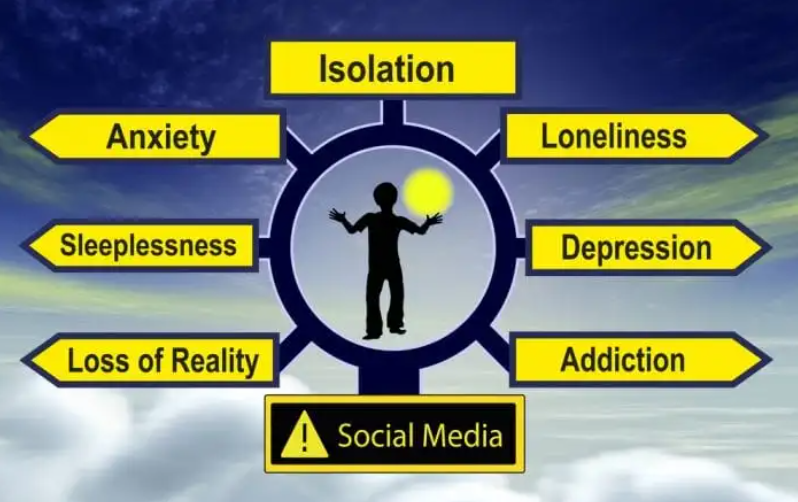 Isolation
Anxiety
Loneliness
Sleeplessness
Depression
Loss of Reality
Addiction
Social Media